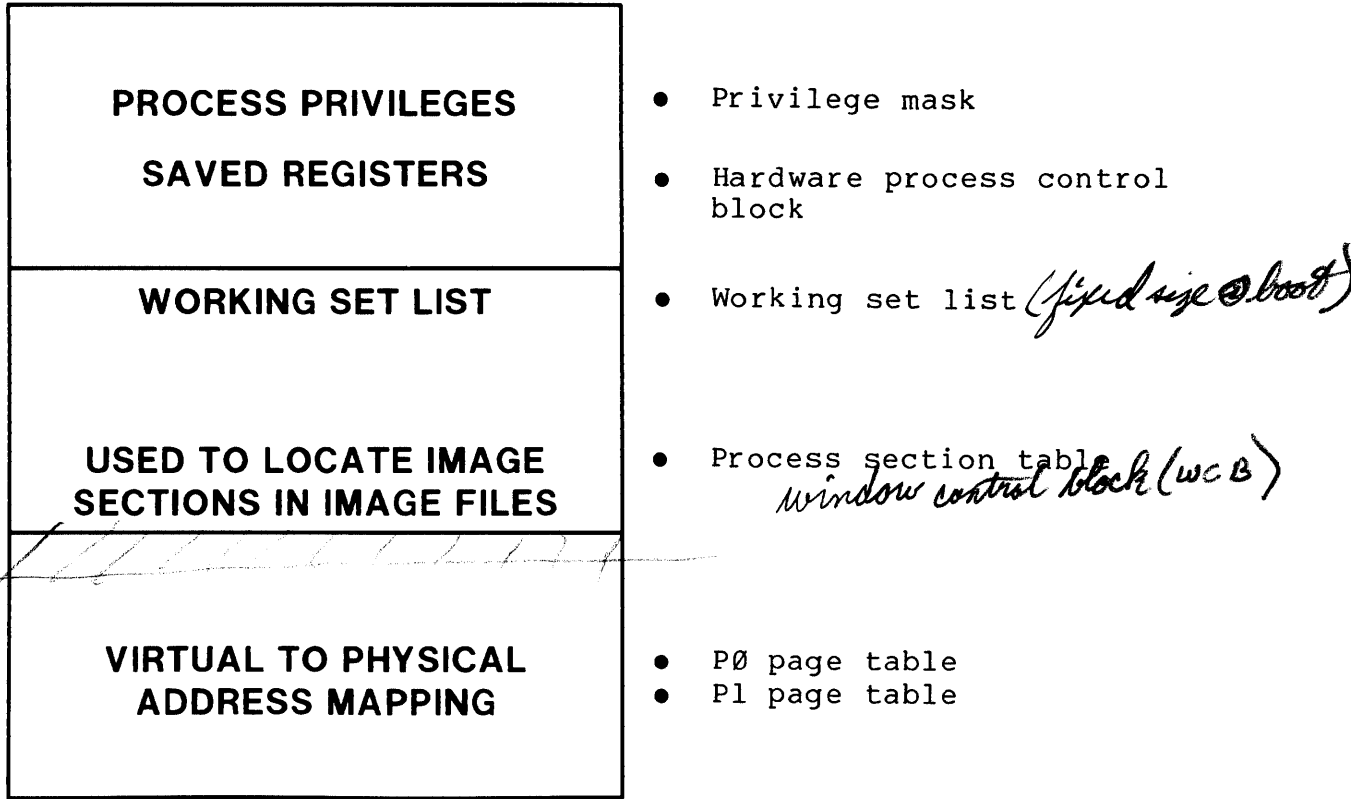 PROCESS PRIVILEGES
• Privilege mask
SAVED REGISTERS
• Hardware process control
block
WORKING SET LIST
• Working set list (fixed size @ boot)
USED TO LOCATE IMAGE
SECTIONS IN IMAGE FILES
• Process section table
window control block (WCB)
VIRTUAL TO PHYSICAL
ADDRESS MAPPING
• PØ page table
• P1 page table